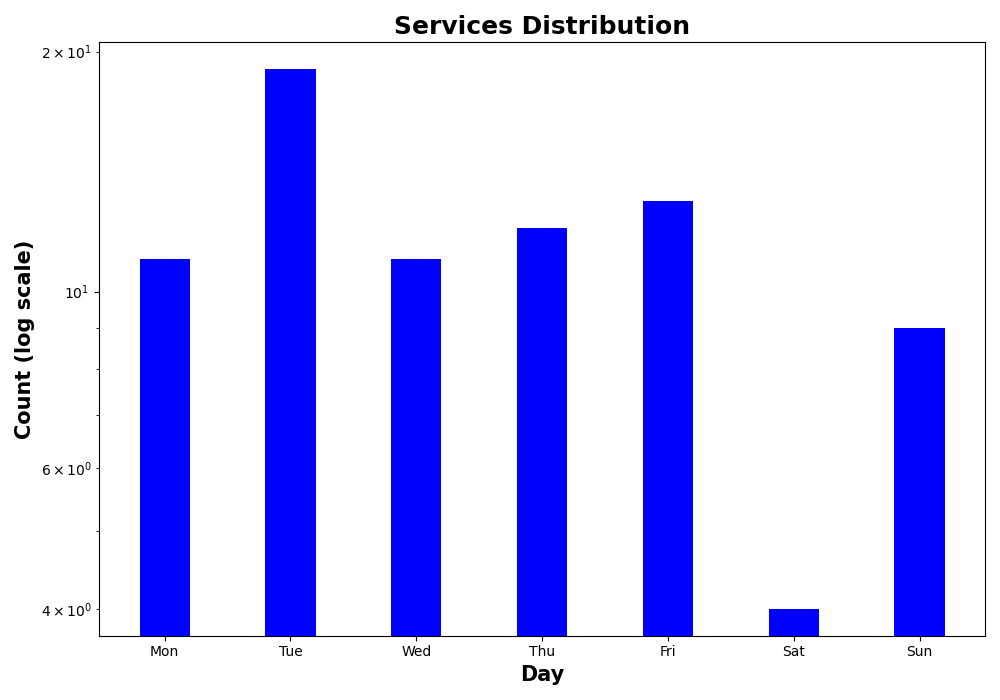 Services Distribution
Count (log scale)
2 × 10¹
10¹
6 × 10⁰
4 × 10⁰
Mon Tue Wed Thu Fri Sat Sun
Day